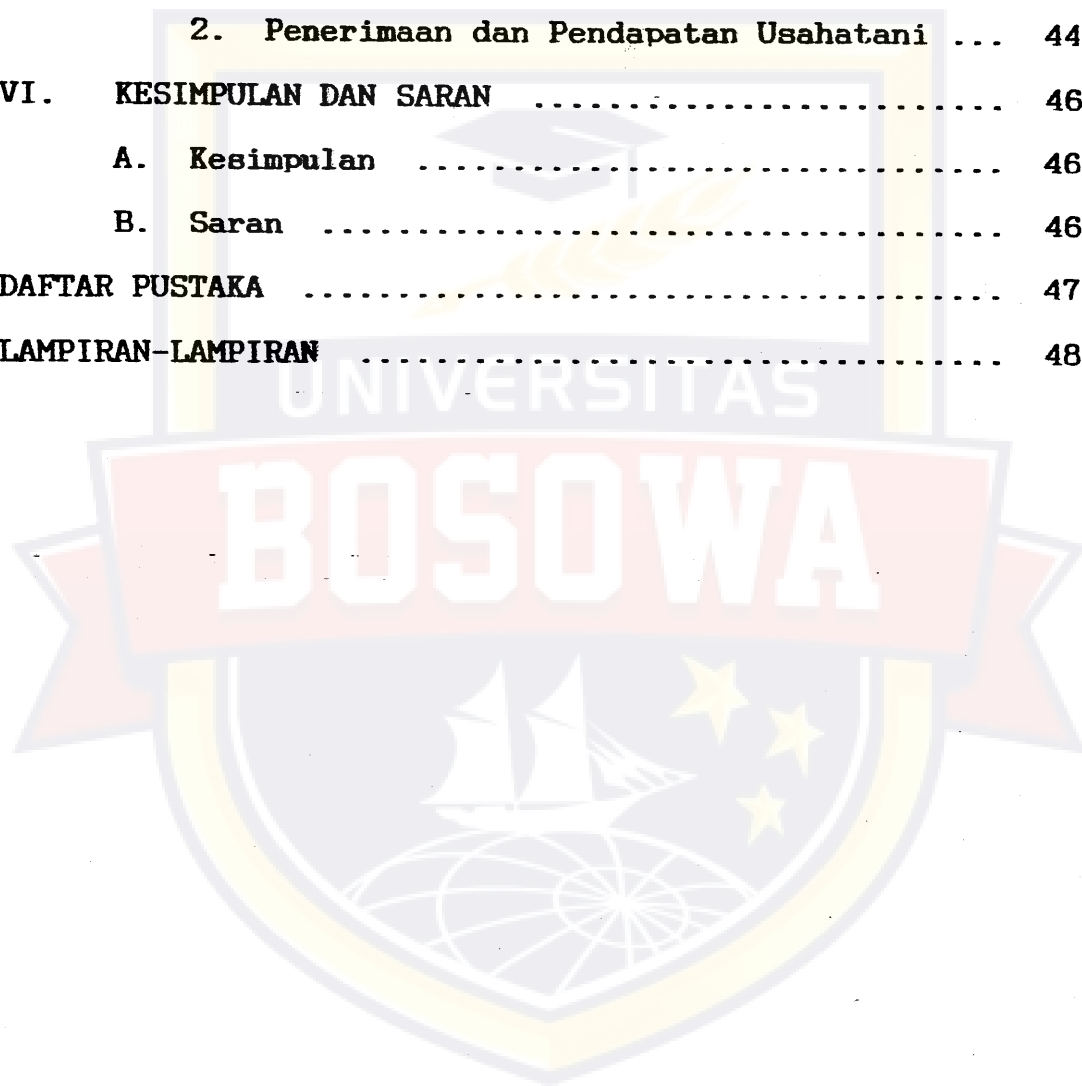 2. Penerimaan dan Pendapatan Usahatani ... 44
VI. KESIMPULAN DAN SARAN ......................... 46
A. Kesimpulan ............................... 46
B. Saran .................................... 46
DAFTAR PUSTAKA ..................................... 47
LAMPIRAN-LAMPIRAN .................................. 48
UNIVERSITAS
BOSOWA